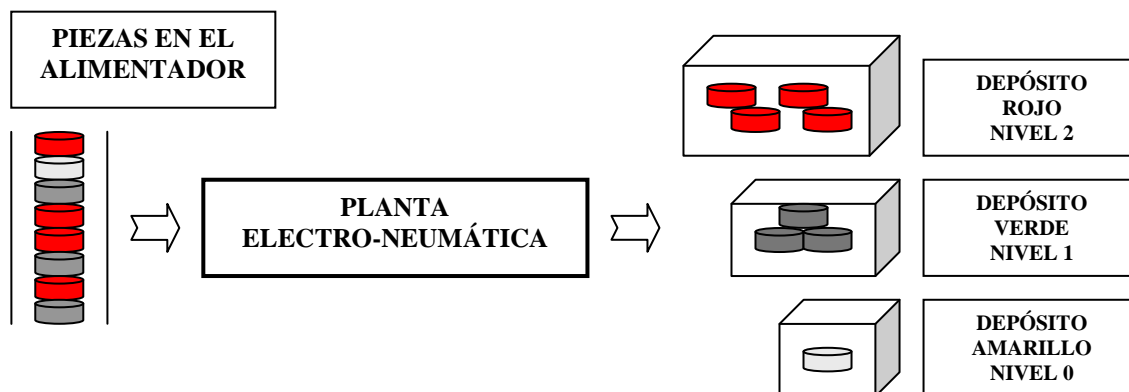 PIEZAS EN EL
ALIMENTADOR
PLANTA
ELECTRO-NEUMÁTICA
DEPÓSITO
ROJO
NIVEL 2
DEPÓSITO
VERDE
NIVEL 1
DEPÓSITO
AMARILLO
NIVEL 0